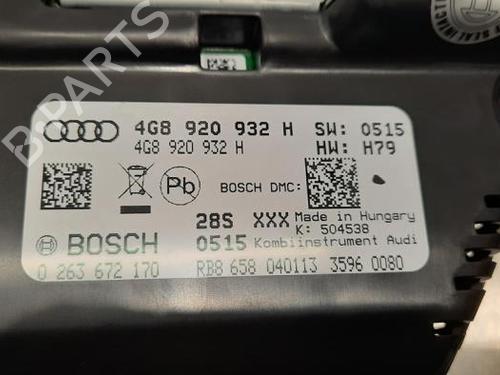 4G8 920 932 H SW: 0515
4G8 920 932 H HW: H79
Pb
BOSCH DMC:
28S XXX Made in Hungary
K: 504538
BOSCH 0515 Kombiinstrument Audi
0 263 672 170 RB8 658 040113 3596 0080
B-PARTS